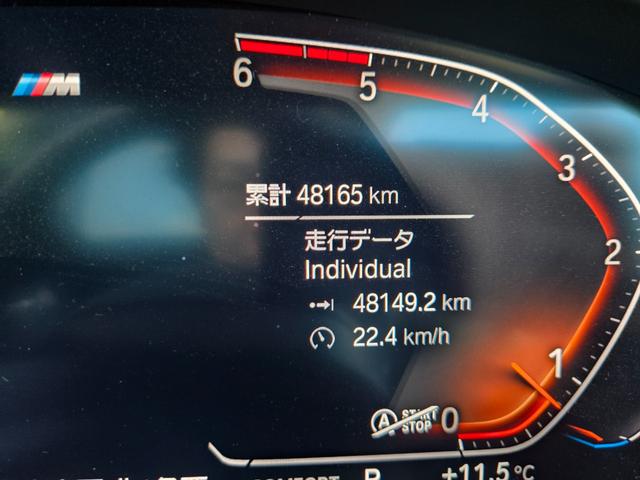 M
6
5
4
3
2
1
0
累計 48165 km
走行データ
Individual
48149.2 km
22.4 km/h
A START STOP
COMFORT P +11.5°C